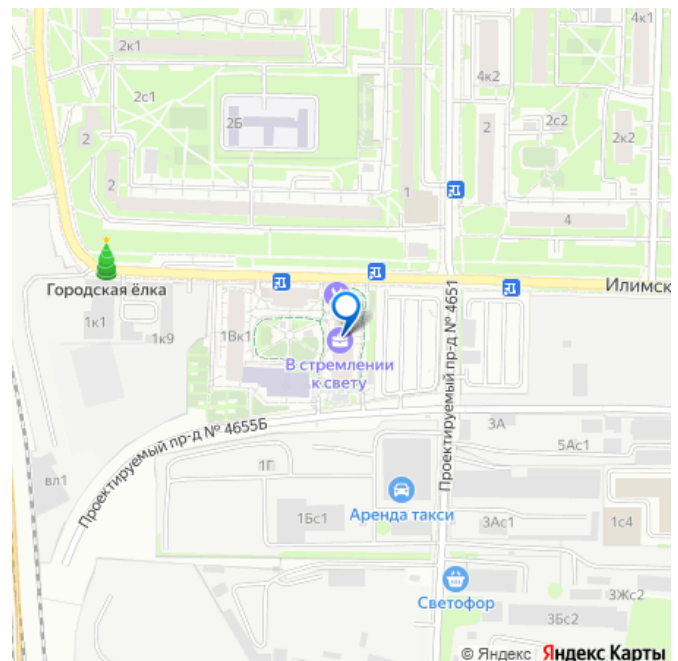 4к1
2к1
4к2
2с1
2Б
2с2
2
2
2к2
2
1
4
Городская ёлка
Илимск
1к1
1к9
1Вк1
В стремлении
к свету
Проектируемый пр-д № 4651
Проектируемый пр-д № 4655Б
3А
5Ас1
1Г
вл1
1Бс1
Аренда такси
3Ас1
1с4
Светофор
3Жс2
3Бс2
© Яндекс Яндекс Карты